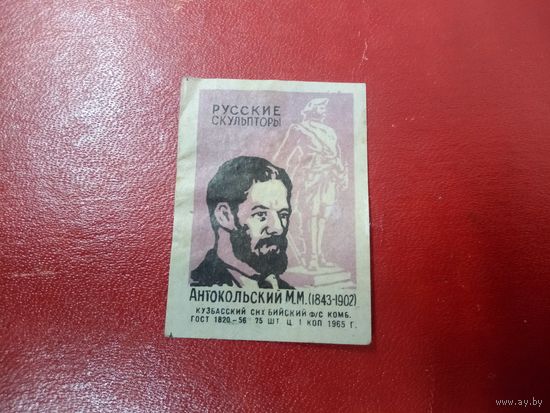 РУССКИЕ
СКУЛЬПТОРЫ
АНТОКОЛЬСКИЙ М.М.(1843-1902)
КУЗБАССКИЙ СНХ БИЙСКИЙ Ф/С КОМБ.
ГОСТ 1820-56 75 ШТ. Ц. 1 КОП 1965 Г.
www.ay.by